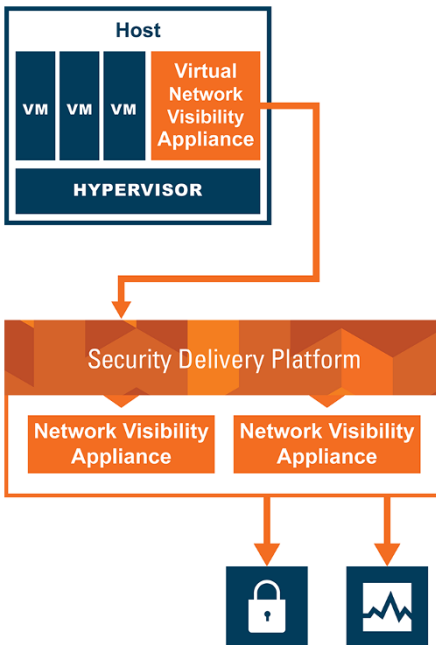 Host
VM VM VM
Virtual
Network
Visibility
Appliance
HYPERVISOR
Security Delivery Platform
Network Visibility
Appliance
Network Visibility
Appliance